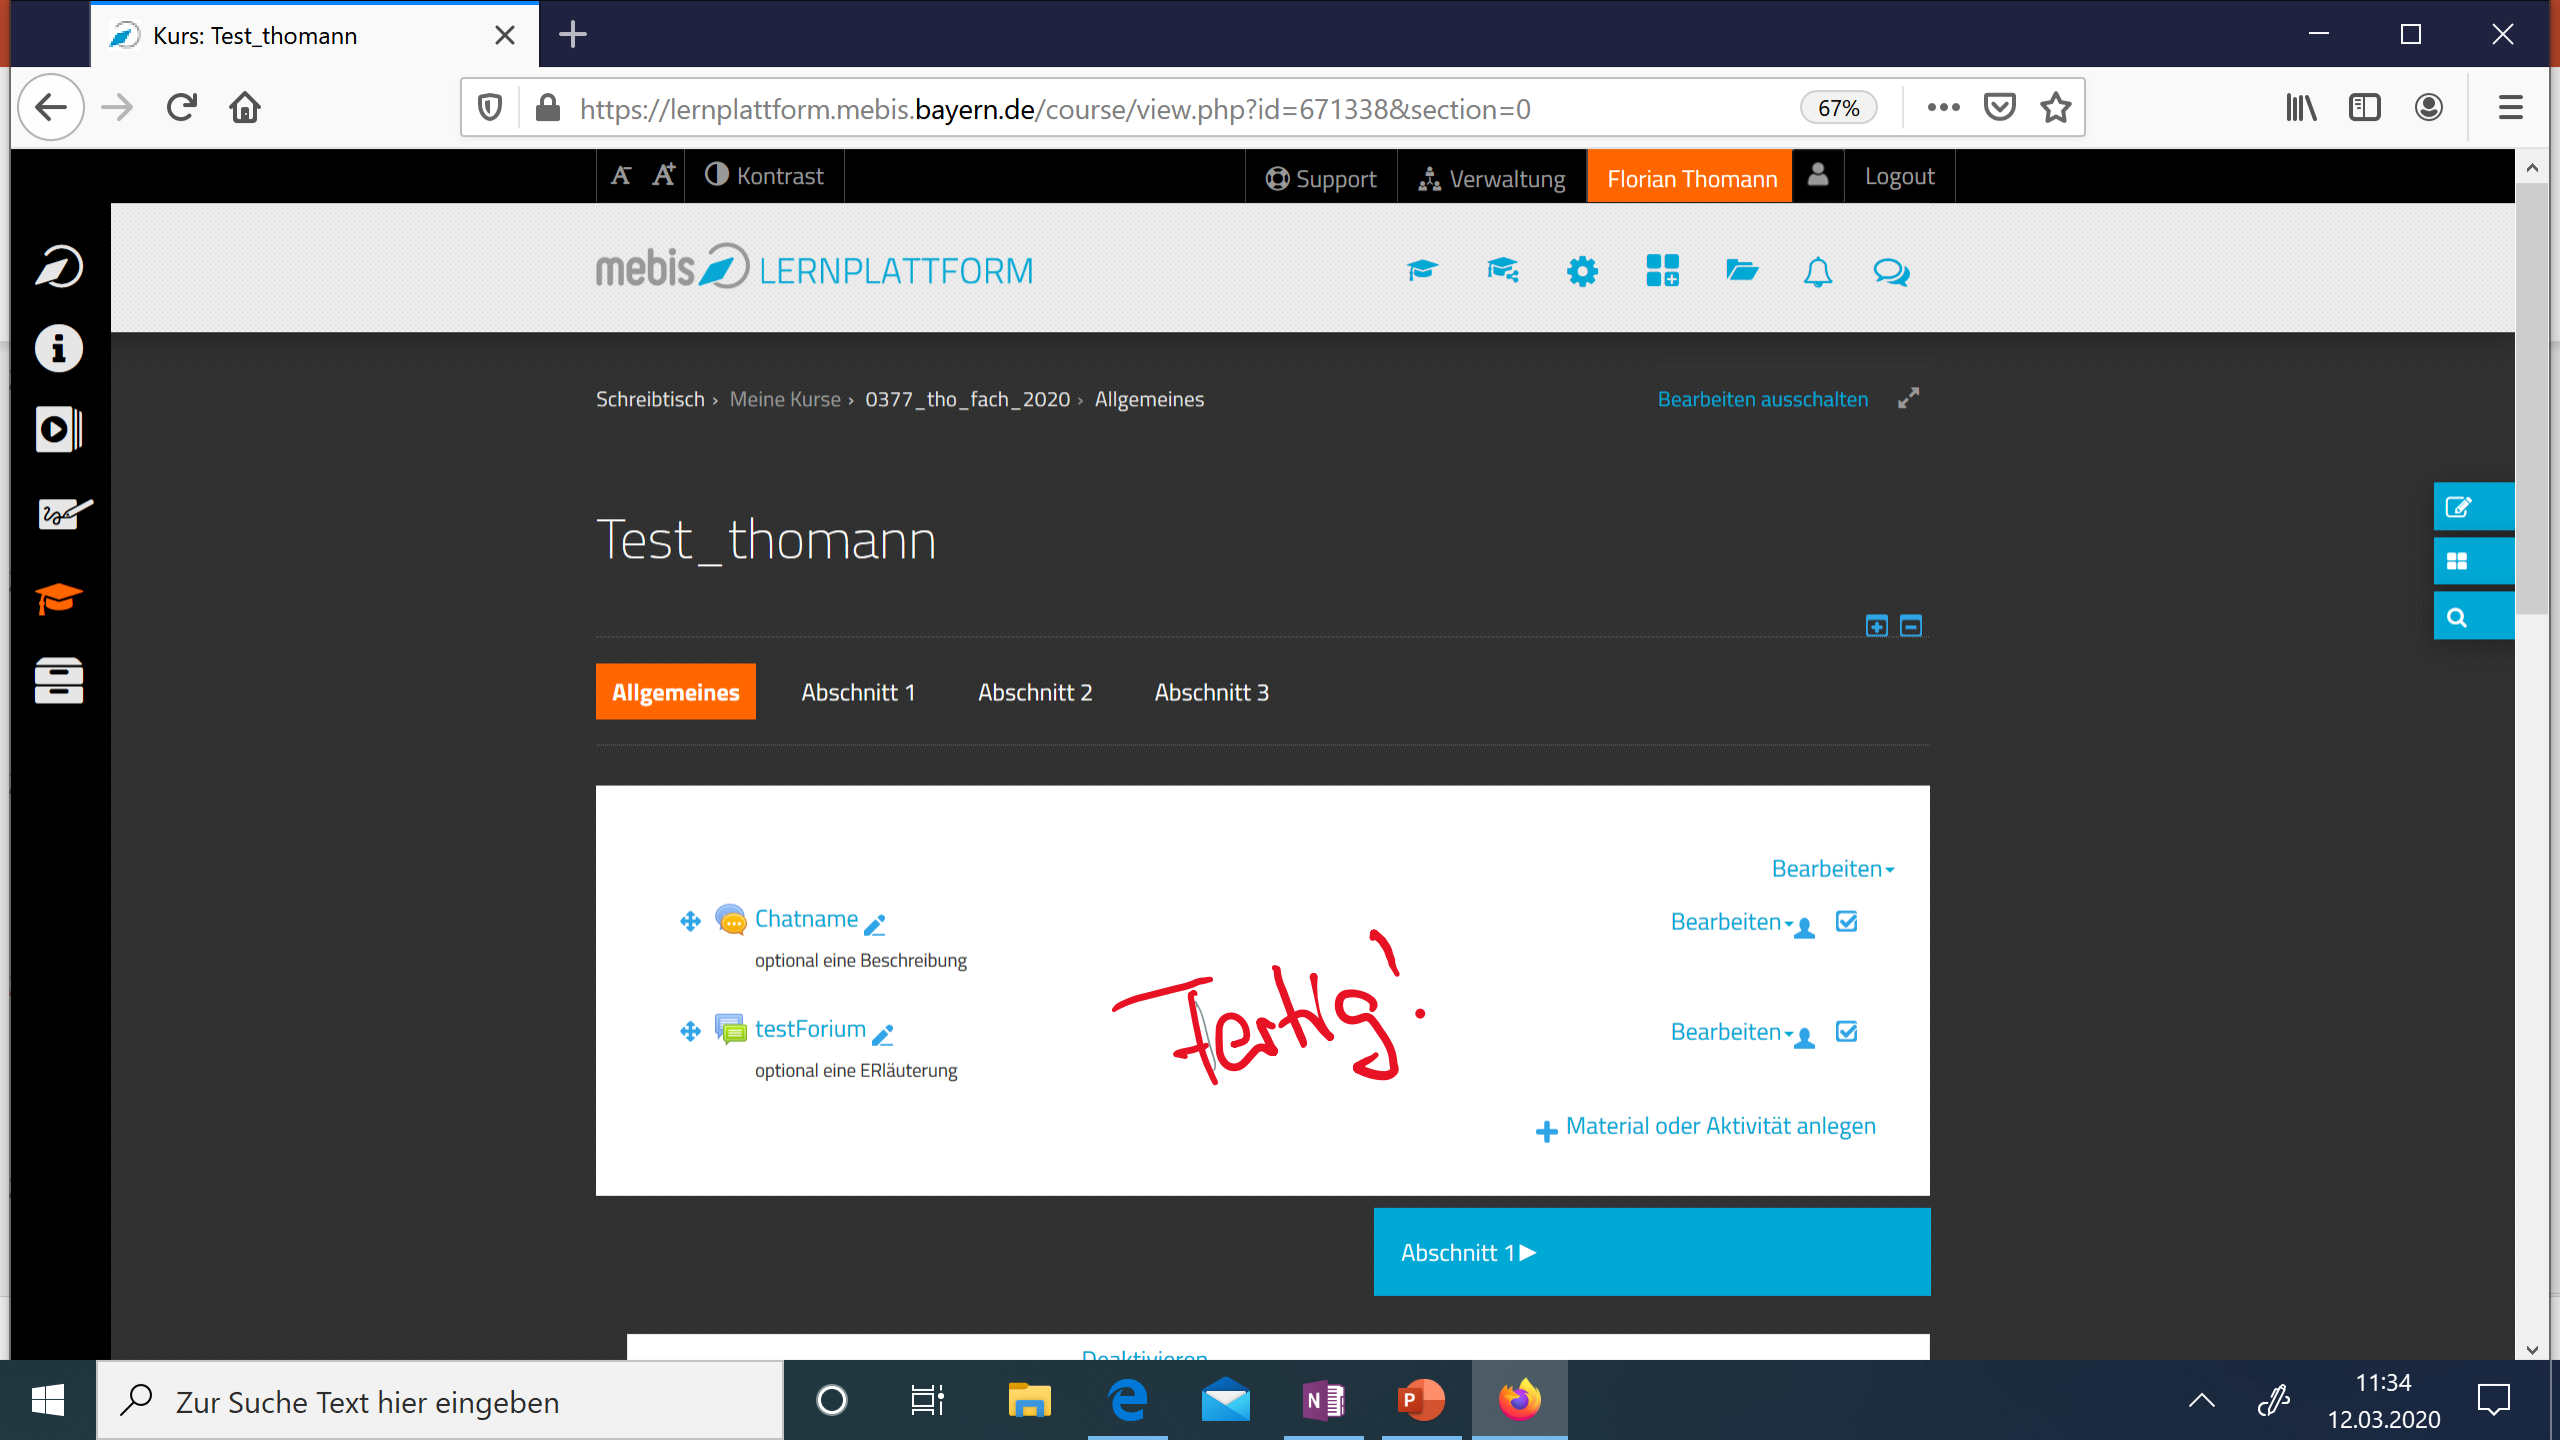 Kurs: Test_thomann
https://lernplattform.mebis.bayern.de/course/view.php?id=671338&section=0
67%
A- A+ Kontrast Support Verwaltung Florian Thomann Logout
mebis LERNPLATTFORM
Schreibtisch › Meine Kurse › 0377_tho_fach_2020 › Allgemeines Bearbeiten ausschalten
Test_thomann
Allgemeines Abschnitt 1 Abschnitt 2 Abschnitt 3
Bearbeiten
Chatname Bearbeiten
optional eine Beschreibung
Fertig!
testForium Bearbeiten
optional eine ERläuterung
Material oder Aktivität anlegen
Abschnitt 1
Deaktivieren
Zur Suche Text hier eingeben
11:34
12.03.2020